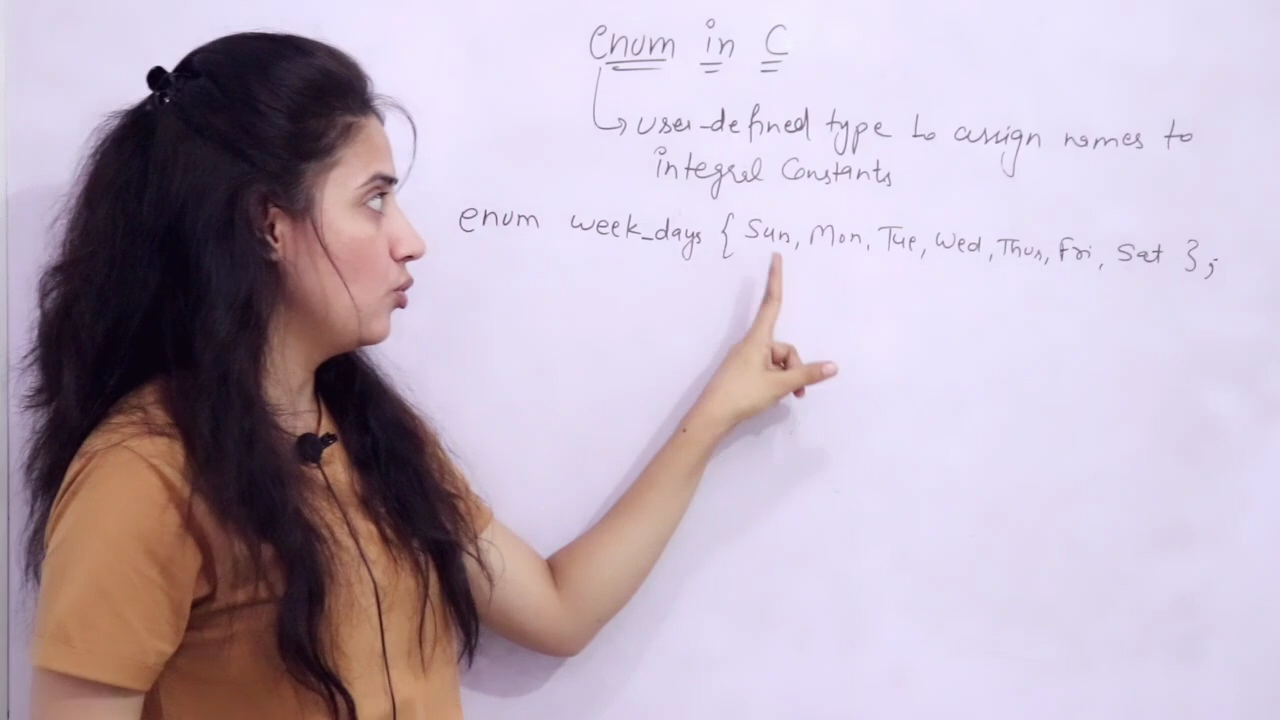 enum in C
user-defined type to assign names to
integral Constants
enum week_days { Sun, Mon, Tue, Wed, Thus, Fri, Sat };